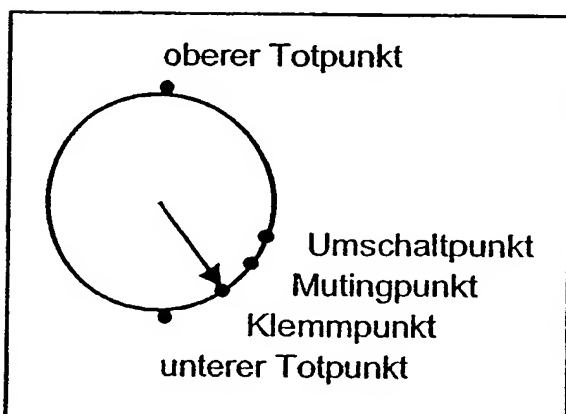 oberer Totpunkt
Umschaltpunkt
Mutingpunkt
Klemmpunkt
unterer Totpunkt